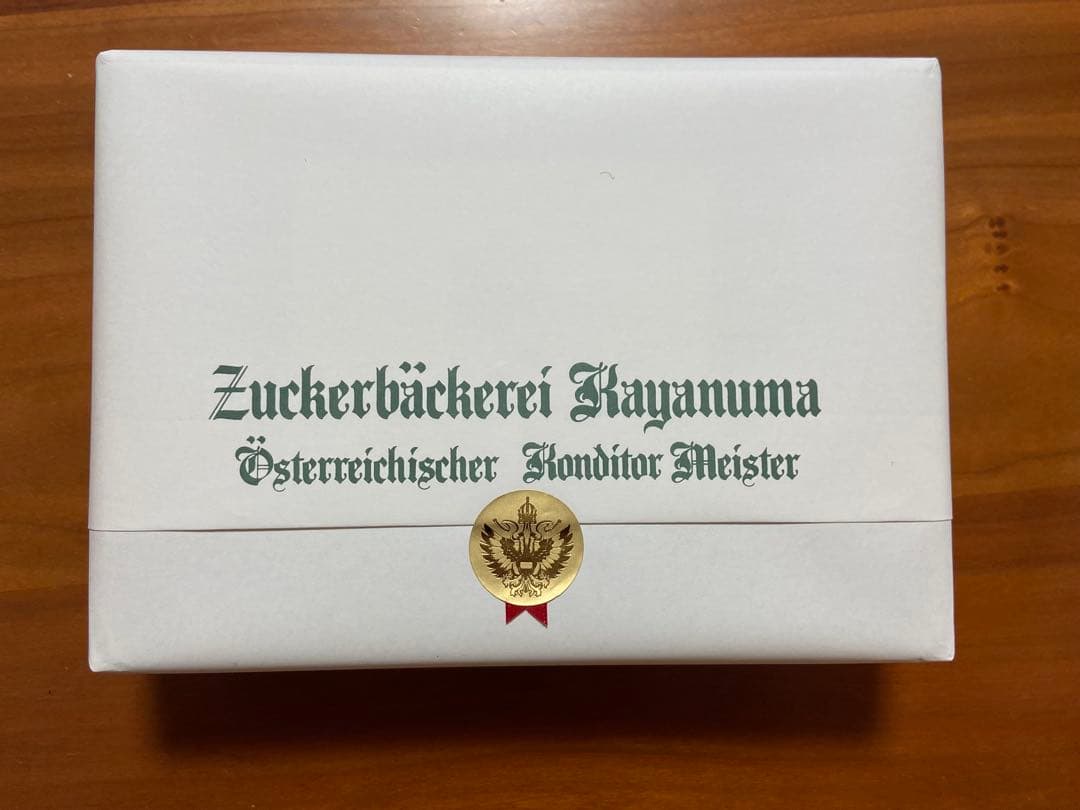 Zuckerbäckerei Kayanuma
Österreichischer Konditor Meister